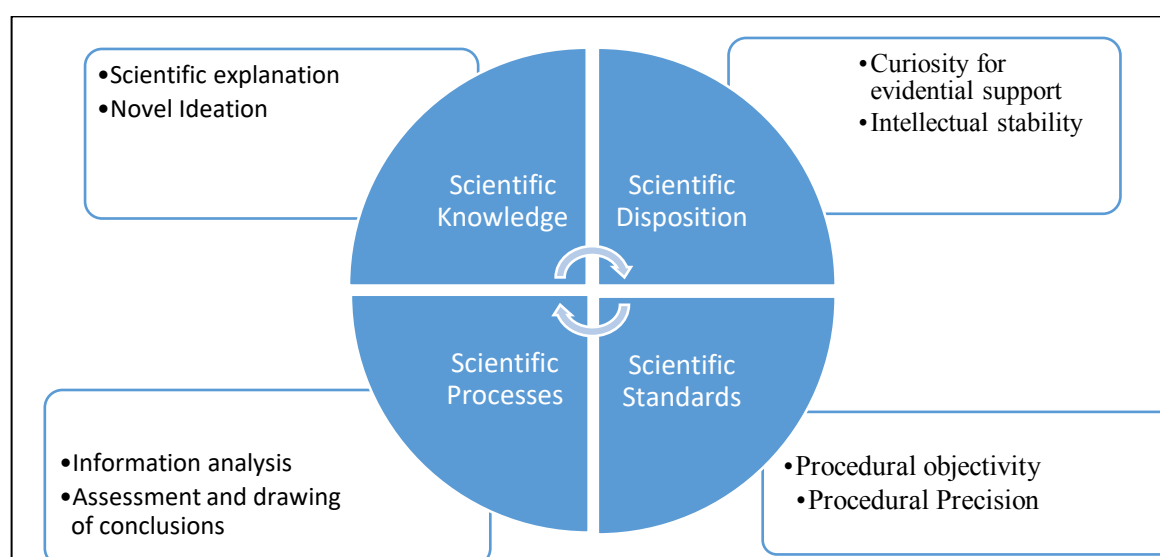 •Scientific explanation
•Novel Ideation
•Curiosity for
evidential support
•Intellectual stability
Scientific
Knowledge
Scientific
Disposition
Scientific
Processes
Scientific
Standards
•Information analysis
•Assessment and drawing
of conclusions
•Procedural objectivity
•Procedural Precision